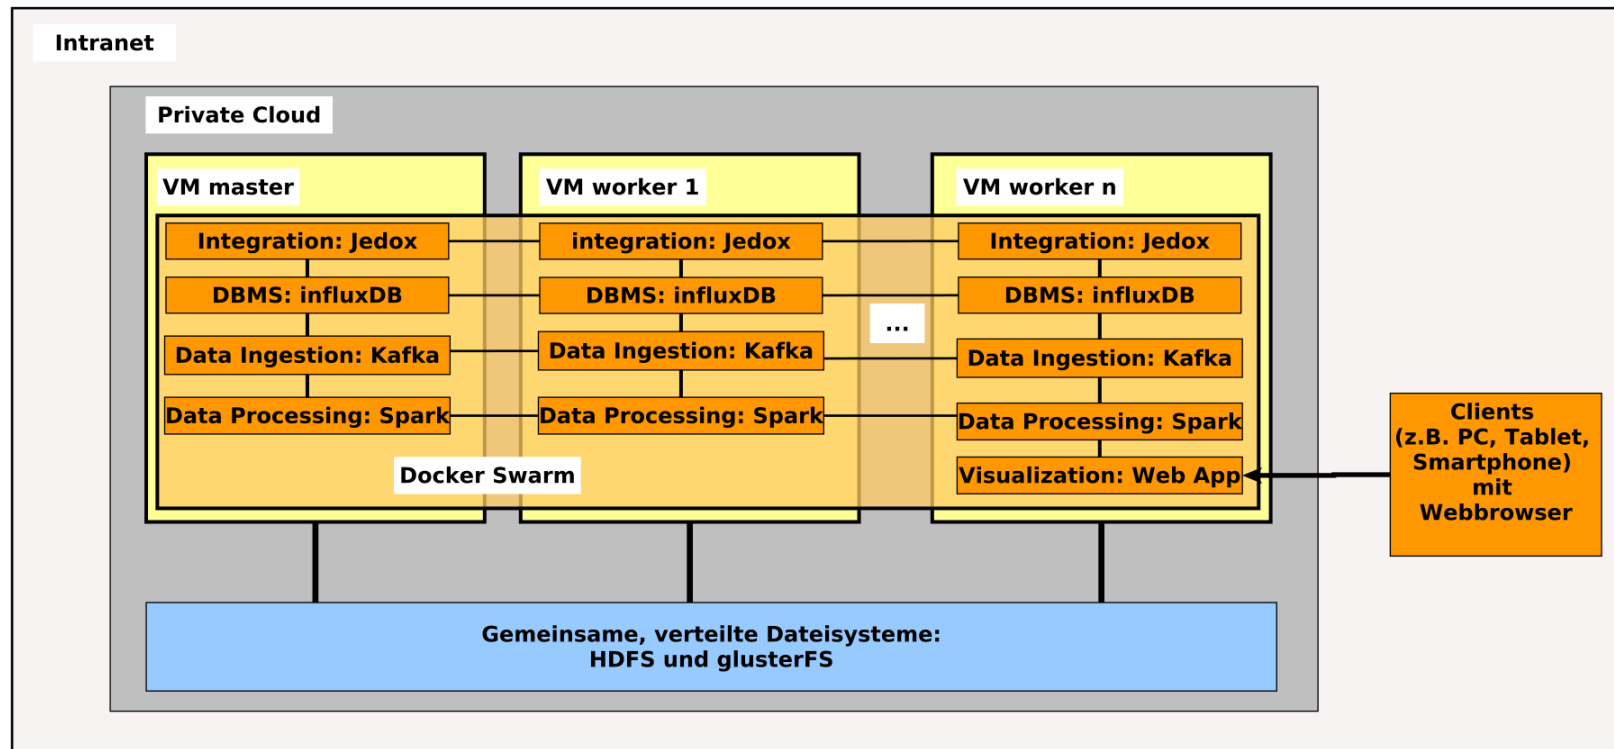 Intranet
Private Cloud
VM master
VM worker 1
VM worker n
Integration: Jedox
integration: Jedox
Integration: Jedox
DBMS: influxDB
DBMS: influxDB
DBMS: influxDB
...
Data Ingestion: Kafka
Data Ingestion: Kafka
Data Ingestion: Kafka
Data Processing: Spark
Data Processing: Spark
Data Processing: Spark
Docker Swarm
Visualization: Web App
Clients
(z.B. PC, Tablet,
Smartphone)
mit
Webbrowser
Gemeinsame, verteilte Dateisysteme:
HDFS und glusterFS